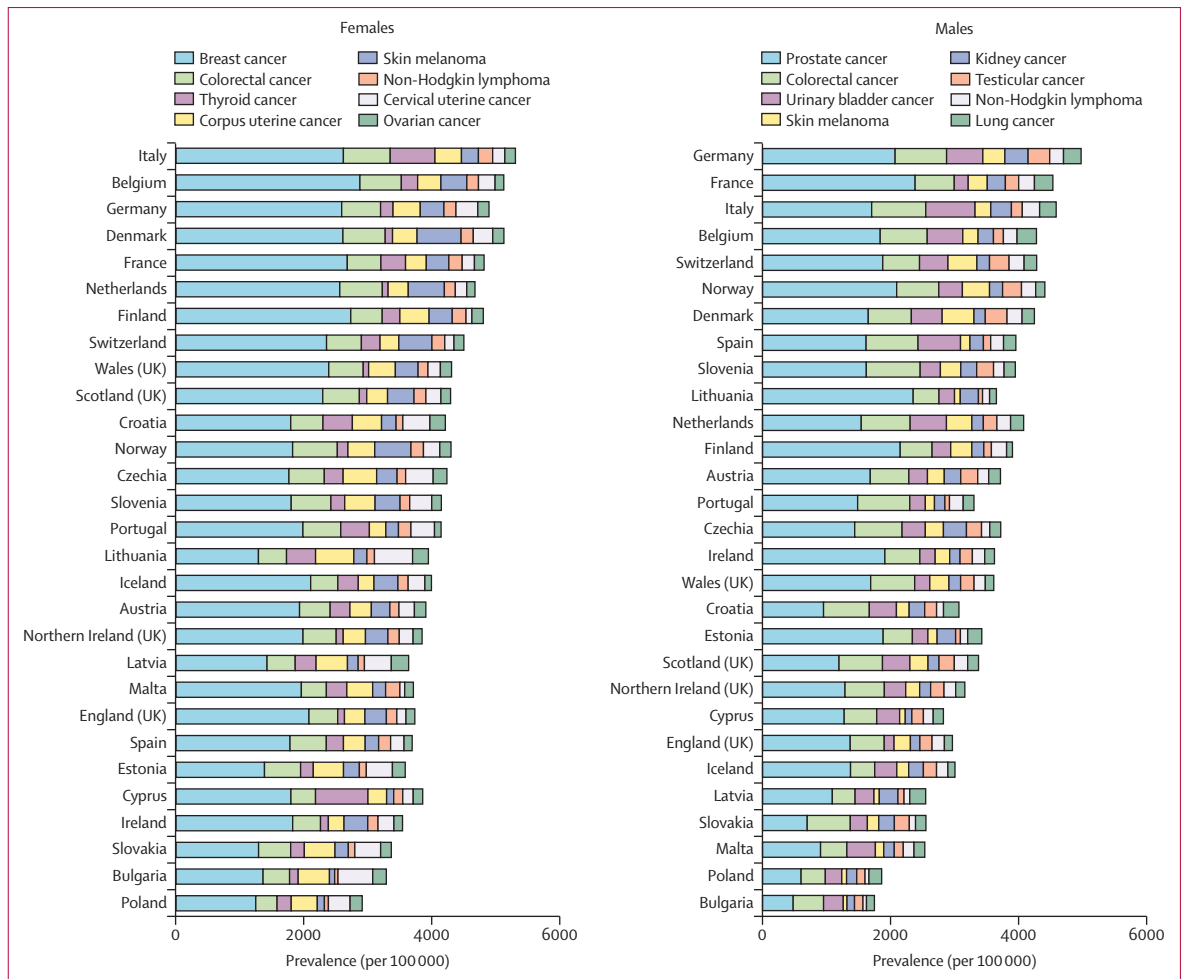 Females
Breast cancer
Colorectal cancer
Thyroid cancer
Corpus uterine cancer
Skin melanoma
Non-Hodgkin lymphoma
Cervical uterine cancer
Ovarian cancer
Italy
Belgium
Germany
Denmark
France
Netherlands
Finland
Switzerland
Wales (UK)
Scotland (UK)
Croatia
Norway
Czechia
Slovenia
Portugal
Lithuania
Iceland
Austria
Northern Ireland (UK)
Latvia
Malta
England (UK)
Spain
Estonia
Cyprus
Ireland
Slovakia
Bulgaria
Poland
0 2000 4000 6000
Prevalence (per 100 000)
Males
Prostate cancer
Colorectal cancer
Urinary bladder cancer
Skin melanoma
Kidney cancer
Testicular cancer
Non-Hodgkin lymphoma
Lung cancer
Germany
France
Italy
Belgium
Switzerland
Norway
Denmark
Spain
Slovenia
Lithuania
Netherlands
Finland
Austria
Portugal
Czechia
Ireland
Wales (UK)
Croatia
Estonia
Scotland (UK)
Northern Ireland (UK)
Cyprus
England (UK)
Iceland
Latvia
Slovakia
Malta
Poland
Bulgaria
0 2000 4000 6000
Prevalence (per 100 000)